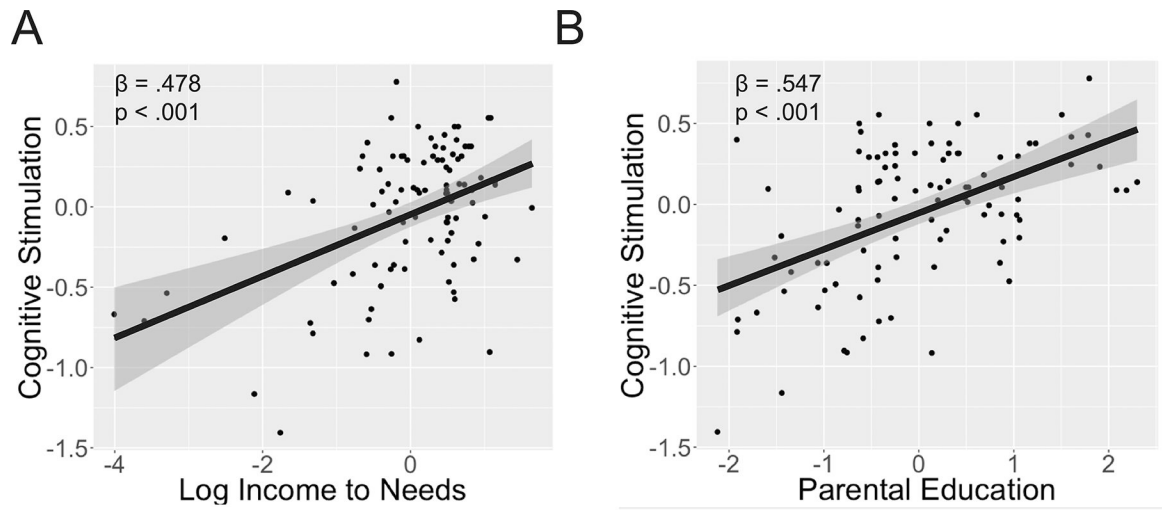 A
β = .478
p < .001
Cognitive Stimulation
0.5
0.0
-0.5
-1.0
-1.5
-4
-2
0
Log Income to Needs
B
β = .547
p < .001
Cognitive Stimulation
0.5
0.0
-0.5
-1.0
-1.5
-2
-1
0
1
2
Parental Education